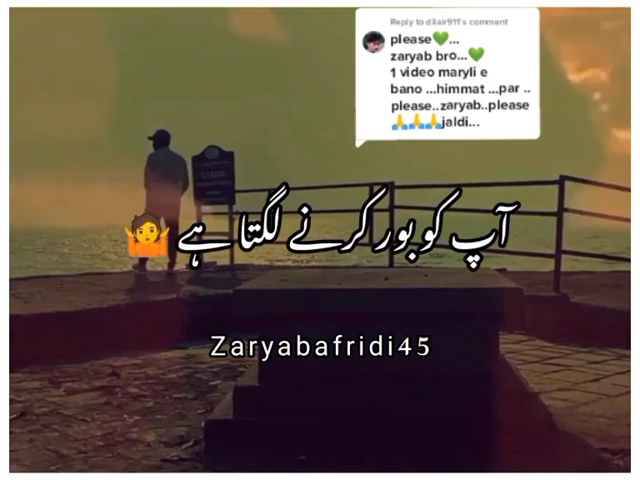 Reply to dilair911's comment
please💚...
zaryab bro...💚
1 video maryli e
bano ...himmat ...par ..
please..zaryab..please
🙏🙏🙏jaldi...
آپ کو بور کرنے لگتا ہے 🤷
Zaryabafridi45